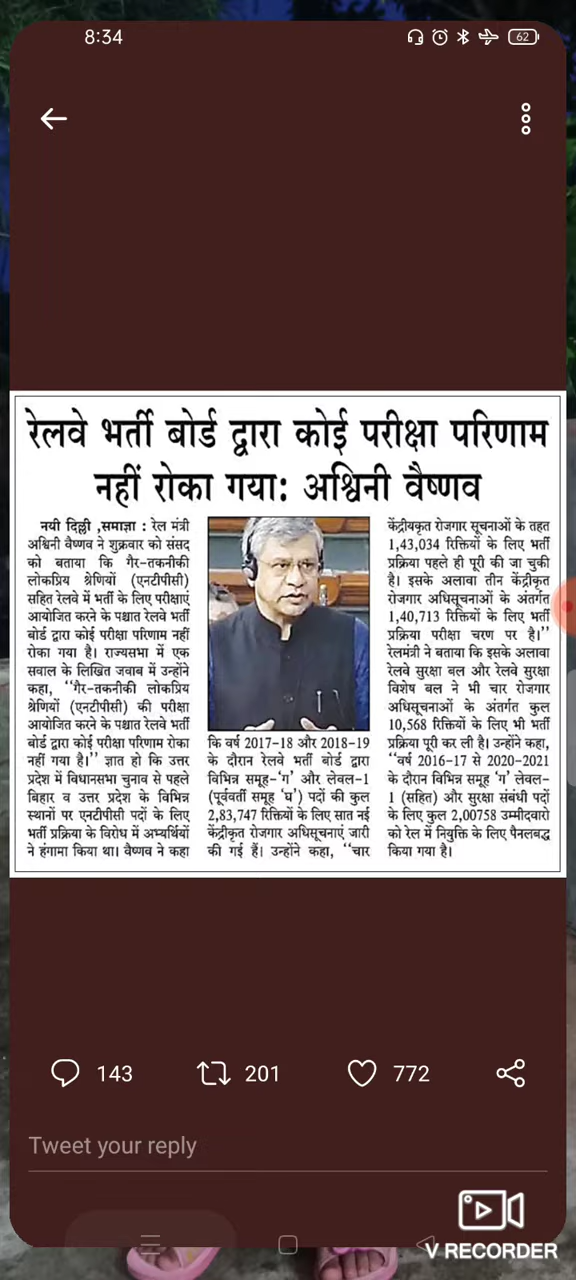 8:34
62
रेलवे भर्ती बोर्ड द्वारा कोई परीक्षा परिणाम
नहीं रोका गया: अश्विनी वैष्णव
नयी दिल्ली ,समाज्ञा : रेल मंत्री
अश्विनी वैष्णव ने शुक्रवार को संसद
को बताया कि गैर-तकनीकी
लोकप्रिय श्रेणियों (एनटीपीसी)
सहित रेलवे में भर्ती के लिए परीक्षाएं
आयोजित करने के पश्चात रेलवे भर्ती
बोर्ड द्वारा कोई परीक्षा परिणाम नहीं
रोका गया है। राज्यसभा में एक
सवाल के लिखित जवाब में उन्होंने
कहा, ‘‘गैर-तकनीकी लोकप्रिय
श्रेणियों (एनटीपीसी) की परीक्षा
आयोजित करने के पश्चात रेलवे भर्ती
बोर्ड द्वारा कोई परीक्षा परिणाम रोका
नहीं गया है।’’ ज्ञात हो कि उत्तर
प्रदेश में विधानसभा चुनाव से पहले
बिहार व उत्तर प्रदेश के विभिन्न
स्थानों पर एनटीपीसी पदों के लिए
भर्ती प्रक्रिया के विरोध में अभ्यर्थियों
ने हंगामा किया था। वैष्णव ने कहा
कि वर्ष 2017-18 और 2018-19
के दौरान रेलवे भर्ती बोर्ड द्वारा
विभिन्न समूह-‘ग’ और लेवल-1
(पूर्ववर्ती समूह ‘घ’) पदों की कुल
2,83,747 रिक्तियों के लिए सात नई
केंद्रीकृत रोजगार अधिसूचनाएं जारी
की गई हैं। उन्होंने कहा, ‘‘चार
केंद्रीयकृत रोजगार सूचनाओं के तहत
1,43,034 रिक्तियों के लिए भर्ती
प्रक्रिया पहले ही पूरी की जा चुकी
है। इसके अलावा तीन केंद्रीकृत
रोजगार अधिसूचनाओं के अंतर्गत
1,40,713 रिक्तियों के लिए भर्ती
प्रक्रिया परीक्षा चरण पर है।’’
रेलमंत्री ने बताया कि इसके अलावा
रेलवे सुरक्षा बल और रेलवे सुरक्षा
विशेष बल ने भी चार रोजगार
अधिसूचनाओं के अंतर्गत कुल
10,568 रिक्तियों के लिए भी भर्ती
प्रक्रिया पूरी कर ली है। उन्होंने कहा,
‘‘वर्ष 2016-17 से 2020-2021
के दौरान विभिन्न समूह ‘ग’ लेवल-
1 (सहित) और सुरक्षा संबंधी पदों
के लिए कुल 2,00758 उम्मीदवारो
को रेल में नियुक्ति के लिए पैनलबद्ध
किया गया है।
143
201
772
Tweet your reply
V RECORDER